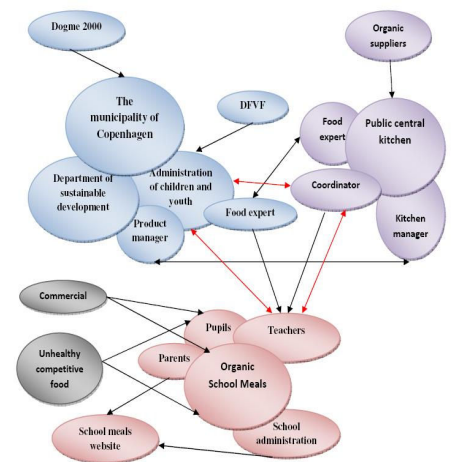 Dogme 2000
Organic
suppliers
The
municipality of
Copenhagen
DFVF
Food
expert
Public central
kitchen
Department of
sustainable
development
Administration
of children and
youth
Coordinator
Product
manager
Food expert
Kitchen
manager
Commercial
Pupils
Teachers
Unhealthy
competitive
food
Parents
Organic
School Meals
School meals
website
School
administration